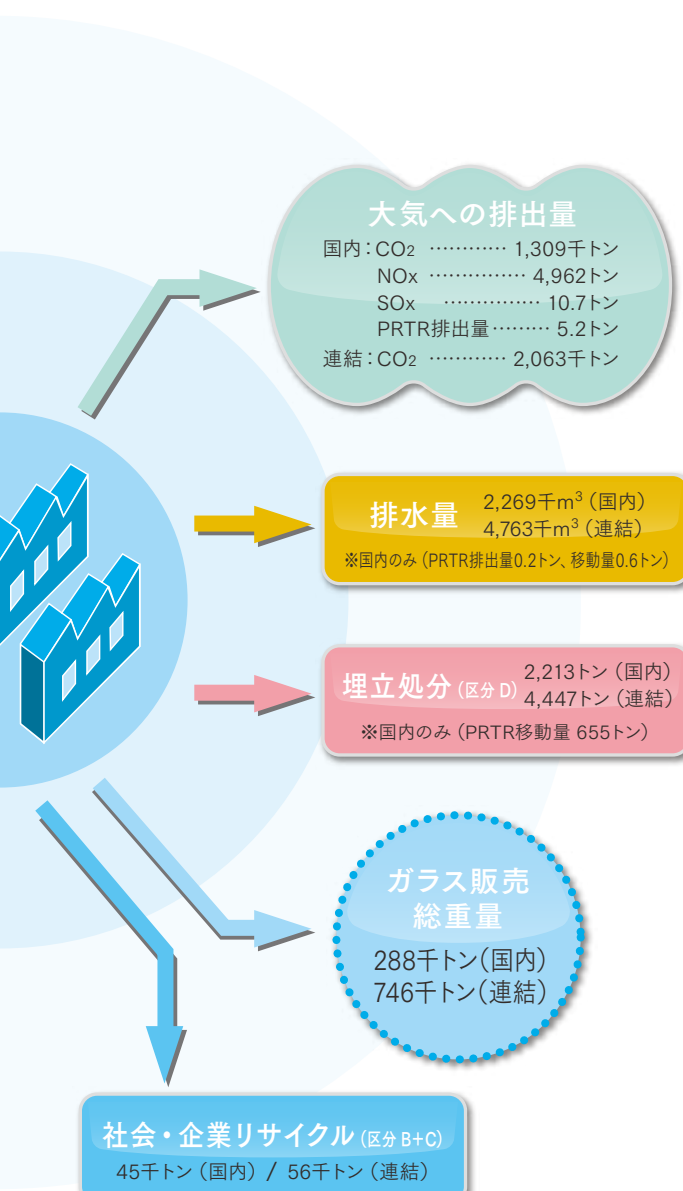 大気への排出量
国内：CO2 ………… 1,309千トン
NOx …………… 4,962トン
SOx …………… 10.7トン
PRTR排出量……… 5.2トン
連結：CO2 ………… 2,063千トン
排水量
2,269千m³（国内）
4,763千m³（連結）
※国内のみ（PRTR排出量0.2トン、移動量0.6トン）
埋立処分（区分 D）
2,213トン（国内）
4,447トン（連結）
※国内のみ（PRTR移動量 655トン）
ガラス販売
総重量
288千トン（国内）
746千トン（連結）
社会・企業リサイクル（区分 B+C）
45千トン（国内）/ 56千トン（連結）